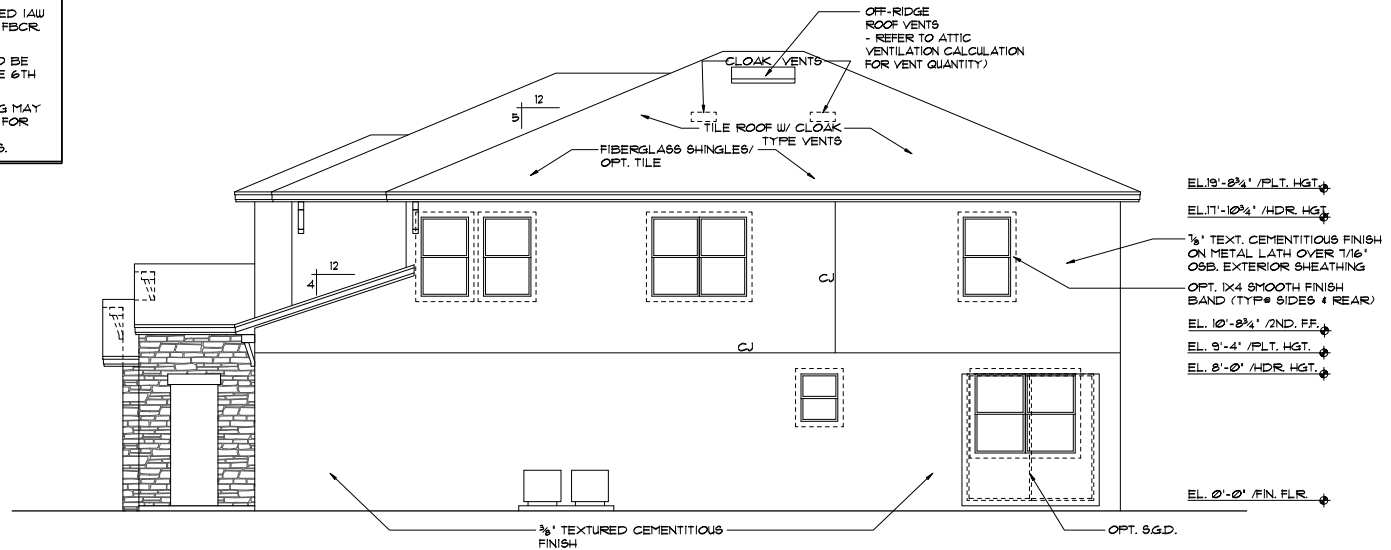 ED IAW
FBCR.
D BE
E 6TH
G MAY
FOR
S.
OFF-RIDGE
ROOF VENTS
- REFER TO ATTIC
VENTILATION CALCULATION
FOR VENT QUANTITY)
CLOAK VENTS
12
5
TILE ROOF W/ CLOAK
TYPE VENTS
FIBERGLASS SHINGLES/
OPT. TILE
EL.19'-8¾" /PLT. HGT.
EL.17'-10¾" /HDR. HGT.
⅞" TEXT. CEMENTITIOUS FINISH
ON METAL LATH OVER 7/16"
OSB. EXTERIOR SHEATHING
OPT. 1X4 SMOOTH FINISH
BAND (TYP@ SIDES & REAR)
12
4
CJ
CJ
EL. 10'-8¾" /2ND. F.F.
EL. 9'-4" /PLT. HGT.
EL. 8'-0" /HDR. HGT.
EL. 0'-0" /FIN. FLR.
⅜" TEXTURED CEMENTITIOUS
FINISH
OPT. S.G.D.